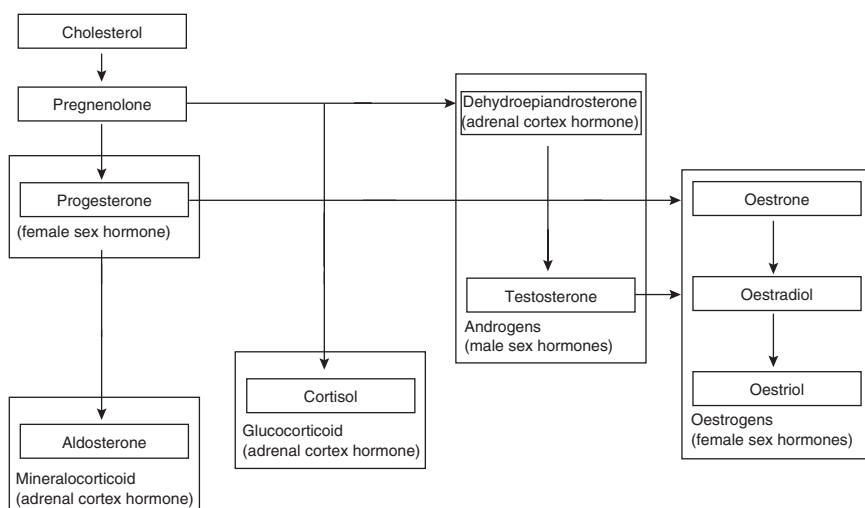 Cholesterol
Pregnenolone
Dehydroepiandrosterone
(adrenal cortex hormone)
Progesterone
(female sex hormone)
Oestrone
Testosterone
Androgens
(male sex hormones)
Oestradiol
Cortisol
Glucocorticoid
(adrenal cortex hormone)
Oestriol
Oestrogens
(female sex hormones)
Aldosterone
Mineralocorticoid
(adrenal cortex hormone)